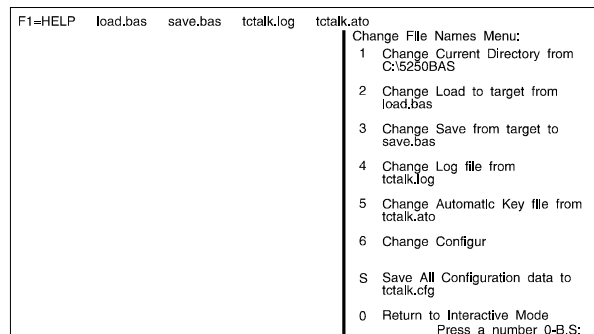 F1=HELP load.bas save.bas tctalk.log tctalk.ato
Change File Names Menu:
1 Change Current Directory from
C:\5250BAS
2 Change Load to target from
load.bas
3 Change Save from target to
save.bas
4 Change Log file from
tctalk.log
5 Change Automatic Key file from
tctalk.ato
6 Change Configur
S Save All Configuration data to
tctalk.cfg
0 Return to Interactive Mode
Press a number 0-B,S: